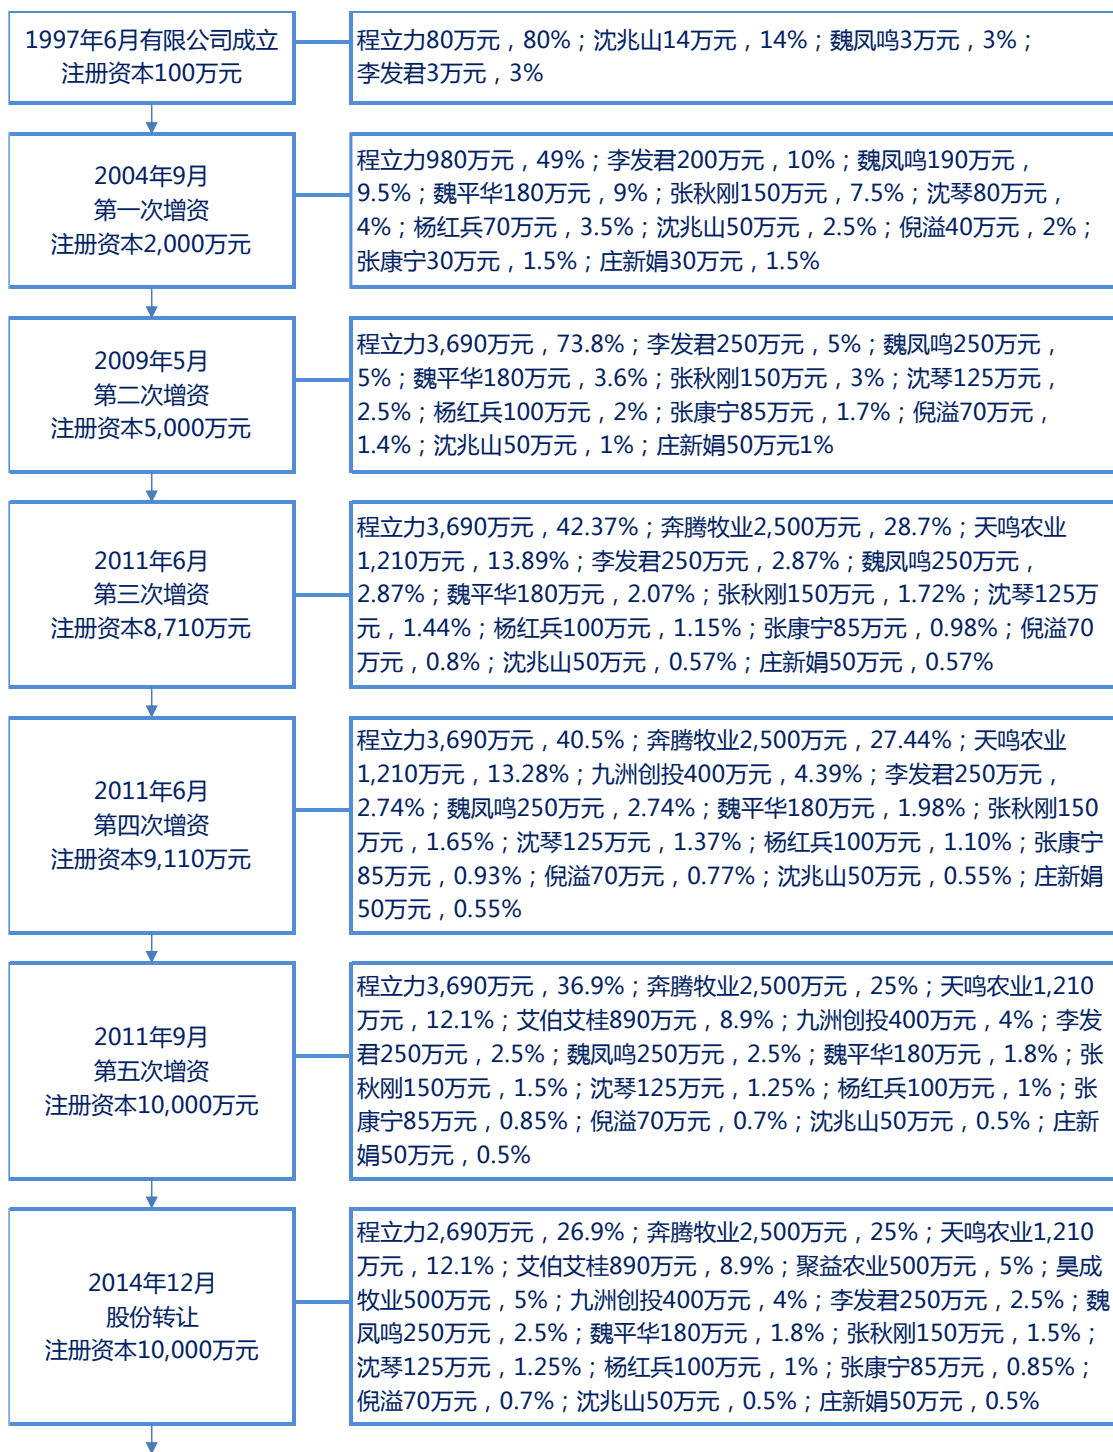 1997年6月有限公司成立
注册资本100万元
程立力80万元，80%；沈兆山14万元，14%；魏凤鸣3万元，3%；
李发君3万元，3%
2004年9月
第一次增资
注册资本2,000万元
程立力980万元，49%；李发君200万元，10%；魏凤鸣190万元，
9.5%；魏平华180万元，9%；张秋刚150万元，7.5%；沈琴80万元，
4%；杨红兵70万元，3.5%；沈兆山50万元，2.5%；倪溢40万元，2%；
张康宁30万元，1.5%；庄新娟30万元，1.5%
2009年5月
第二次增资
注册资本5,000万元
程立力3,690万元，73.8%；李发君250万元，5%；魏凤鸣250万元，
5%；魏平华180万元，3.6%；张秋刚150万元，3%；沈琴125万元，
2.5%；杨红兵100万元，2%；张康宁85万元，1.7%；倪溢70万元，
1.4%；沈兆山50万元，1%；庄新娟50万元1%
2011年6月
第三次增资
注册资本8,710万元
程立力3,690万元，42.37%；奔腾牧业2,500万元，28.7%；天鸣农业
1,210万元，13.89%；李发君250万元，2.87%；魏凤鸣250万元，
2.87%；魏平华180万元，2.07%；张秋刚150万元，1.72%；沈琴125万
元，1.44%；杨红兵100万元，1.15%；张康宁85万元，0.98%；倪溢70
万元，0.8%；沈兆山50万元，0.57%；庄新娟50万元，0.57%
2011年6月
第四次增资
注册资本9,110万元
程立力3,690万元，40.5%；奔腾牧业2,500万元，27.44%；天鸣农业
1,210万元，13.28%；九洲创投400万元，4.39%；李发君250万元，
2.74%；魏凤鸣250万元，2.74%；魏平华180万元，1.98%；张秋刚150
万元，1.65%；沈琴125万元，1.37%；杨红兵100万元，1.10%；张康宁
85万元，0.93%；倪溢70万元，0.77%；沈兆山50万元，0.55%；庄新娟
50万元，0.55%
2011年9月
第五次增资
注册资本10,000万元
程立力3,690万元，36.9%；奔腾牧业2,500万元，25%；天鸣农业1,210
万元，12.1%；艾伯艾桂890万元，8.9%；九洲创投400万元，4%；李发
君250万元，2.5%；魏凤鸣250万元，2.5%；魏平华180万元，1.8%；张
秋刚150万元，1.5%；沈琴125万元，1.25%；杨红兵100万元，1%；张
康宁85万元，0.85%；倪溢70万元，0.7%；沈兆山50万元，0.5%；庄新
娟50万元，0.5%
2014年12月
股份转让
注册资本10,000万元
程立力2,690万元，26.9%；奔腾牧业2,500万元，25%；天鸣农业1,210
万元，12.1%；艾伯艾桂890万元，8.9%；聚益农业500万元，5%；昊成
牧业500万元，5%；九洲创投400万元，4%；李发君250万元，2.5%；魏
凤鸣250万元，2.5%；魏平华180万元，1.8%；张秋刚150万元，1.5%；
沈琴125万元，1.25%；杨红兵100万元，1%；张康宁85万元，0.85%；
倪溢70万元，0.7%；沈兆山50万元，0.5%；庄新娟50万元，0.5%